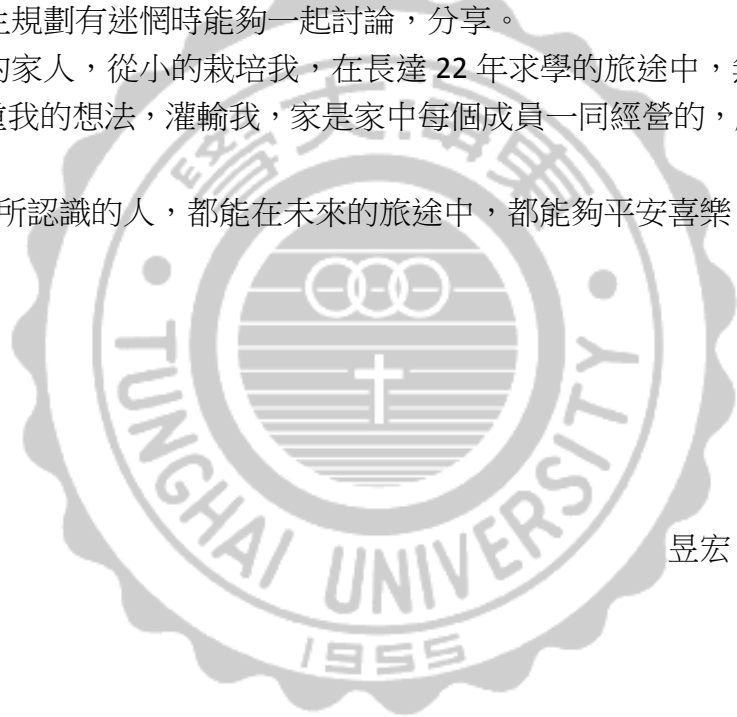 規劃有迷惘時能夠一起討論，分享。
的家人，從小的栽培我，在長達 22 年求學的旅途中，
我的想法，灌輸我，家是家中每個成員一同經營的，
所認識的人，都能在未來的旅途中，都能夠平安喜樂
學大海東
TUNGHAI UNIVERSITY
昱宏
1955